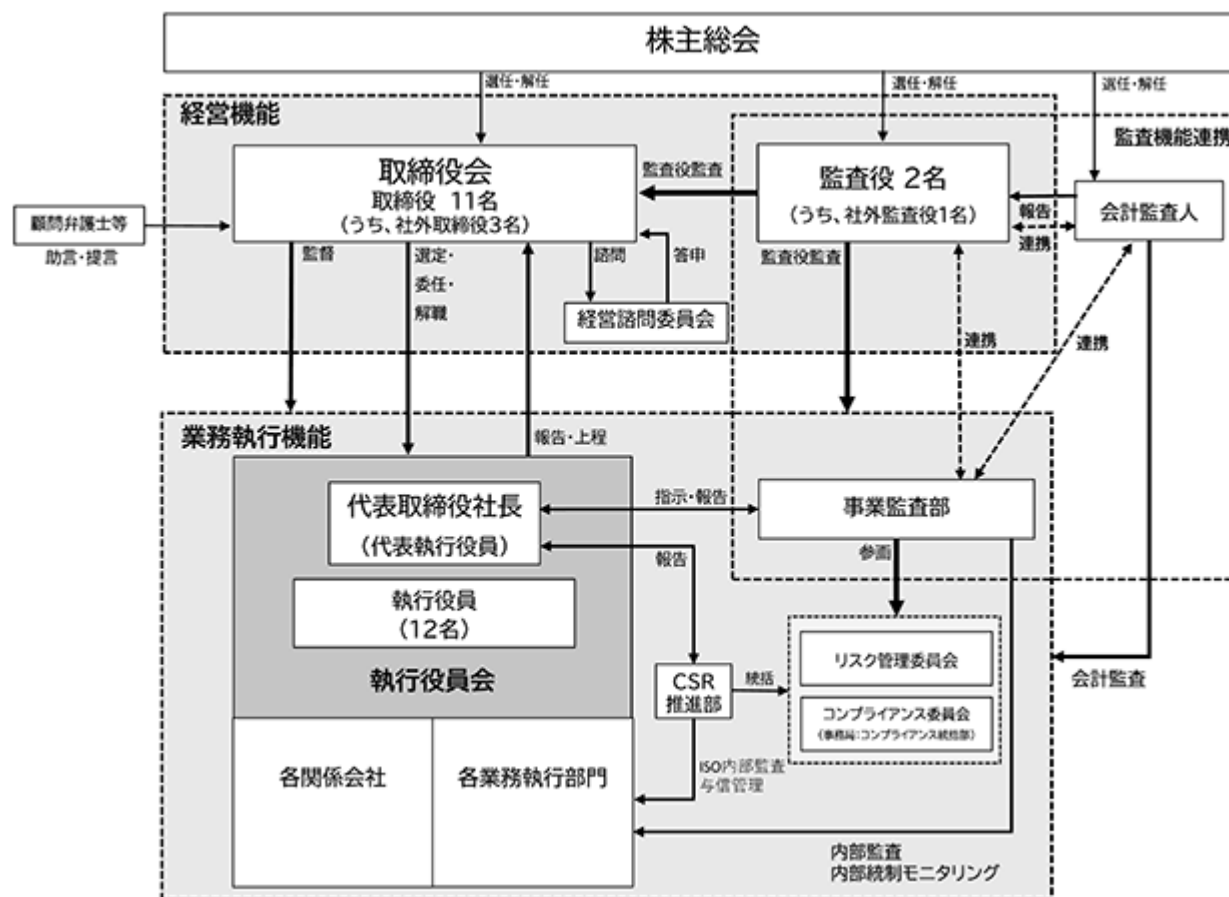 株主総会
選任・解任
選任・解任
選任・解任
経営機能
監査機能連携
取締役会
取締役 11名
(うち、社外取締役3名)
監査役監査
監査役 2名
(うち、社外監査役1名)
報告
連携
会計監査人
顧問弁護士等
助言・提言
監督
選定・
委任・
解職
諮問
答申
監査役監査
経営諮問委員会
連携
連携
業務執行機能
報告・上程
代表取締役社長
(代表執行役員)
指示・報告
事業監査部
報告
参画
執行役員
(12名)
執行役員会
CSR
推進部
統括
リスク管理委員会
コンプライアンス委員会
(事務局:コンプライアンス統括部)
会計監査
各関係会社
各業務執行部門
ISO内部監査
与信管理
内部監査
内部統制モニタリング